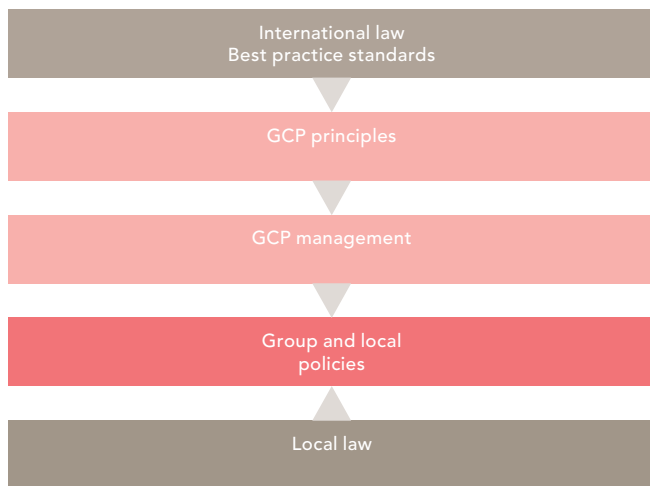 International law
Best practice standards
GCP principles
GCP management
Group and local
policies
Local law